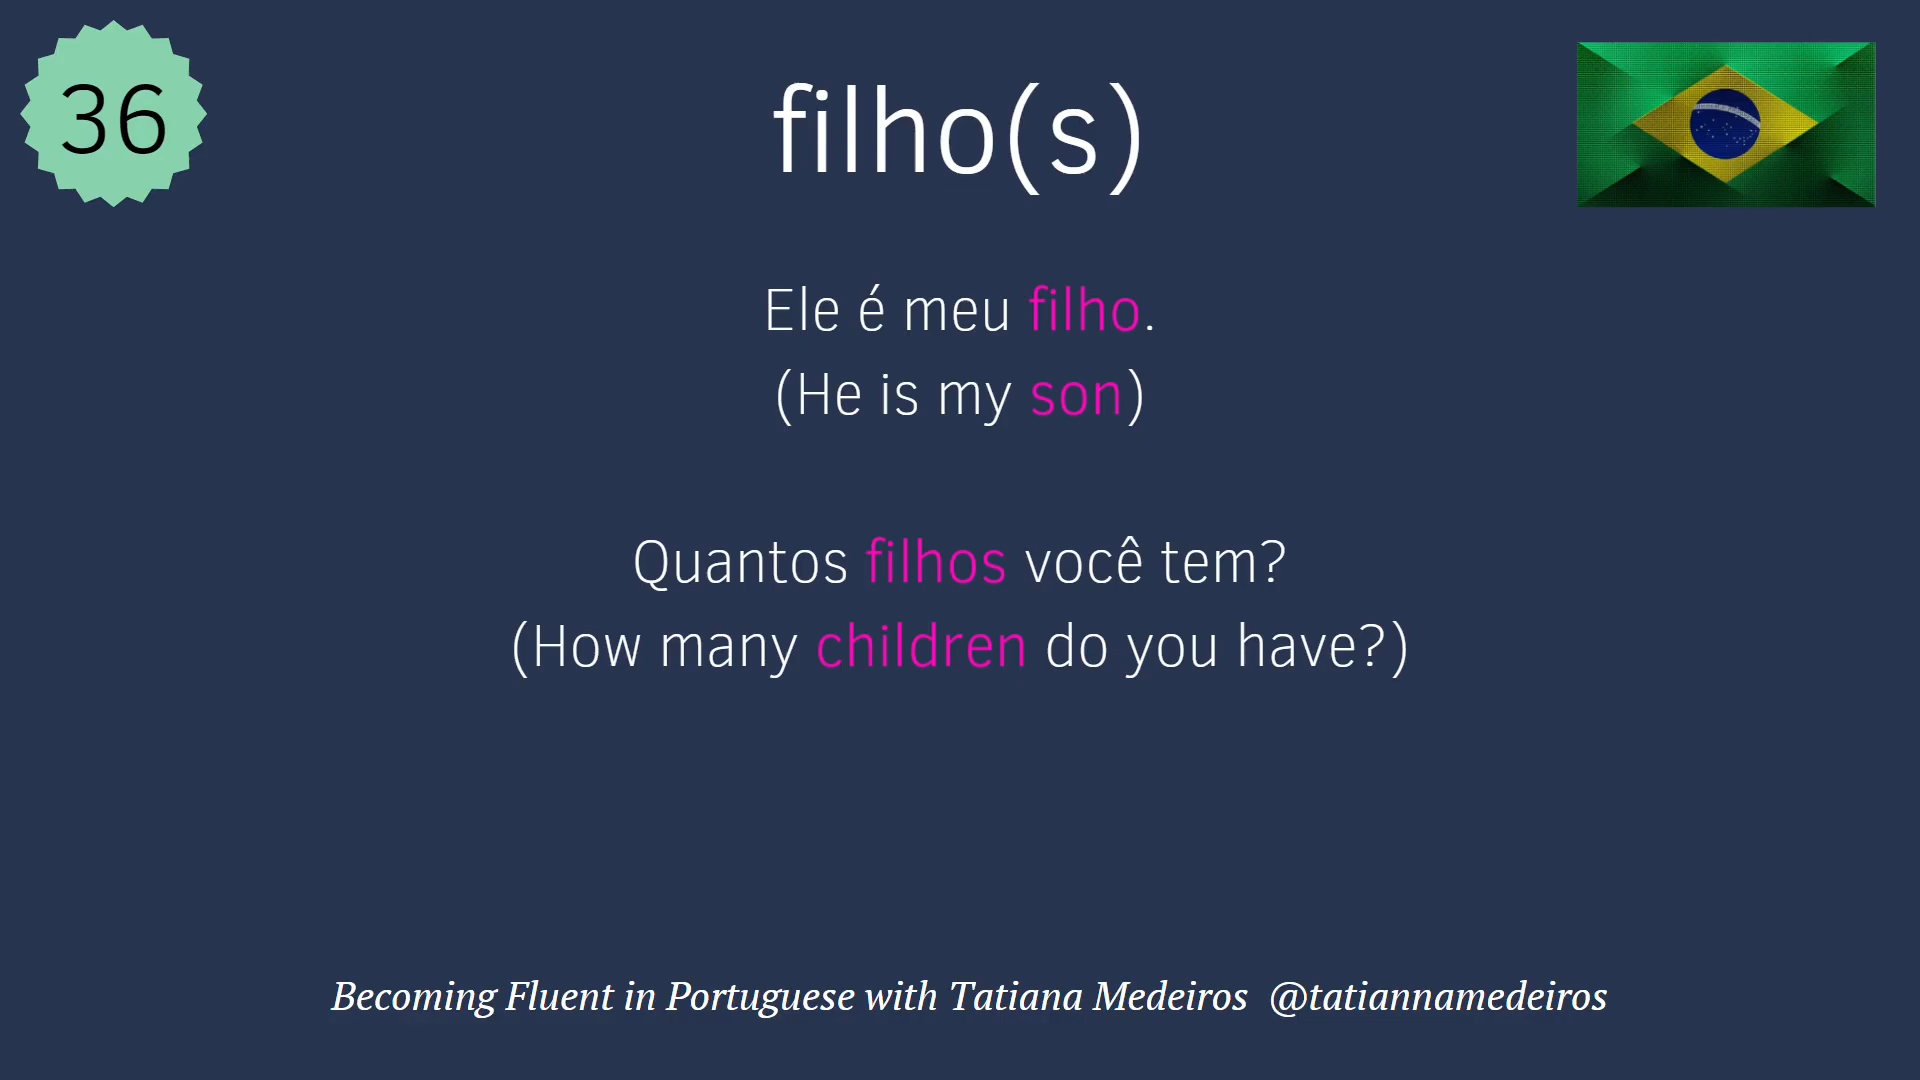 36
filho(s)
Ele é meu filho.
(He is my son)
Quantos filhos você tem?
(How many children do you have?)
Becoming Fluent in Portuguese with Tatiana Medeiros @tatiannamedeiros